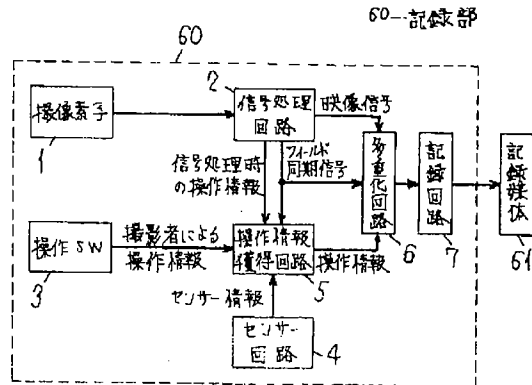 60…記録部
60
2
撮像素子
1
信号処理
回路
映像信号
信号処理時
の操作情報
フィールド
同期信号
多重化回路
6
記録回路
7
記録媒体
61
操作SW
3
撮影者による
操作情報
操作情報
獲得回路
5
操作情報
センサー情報
センサー
回路
4